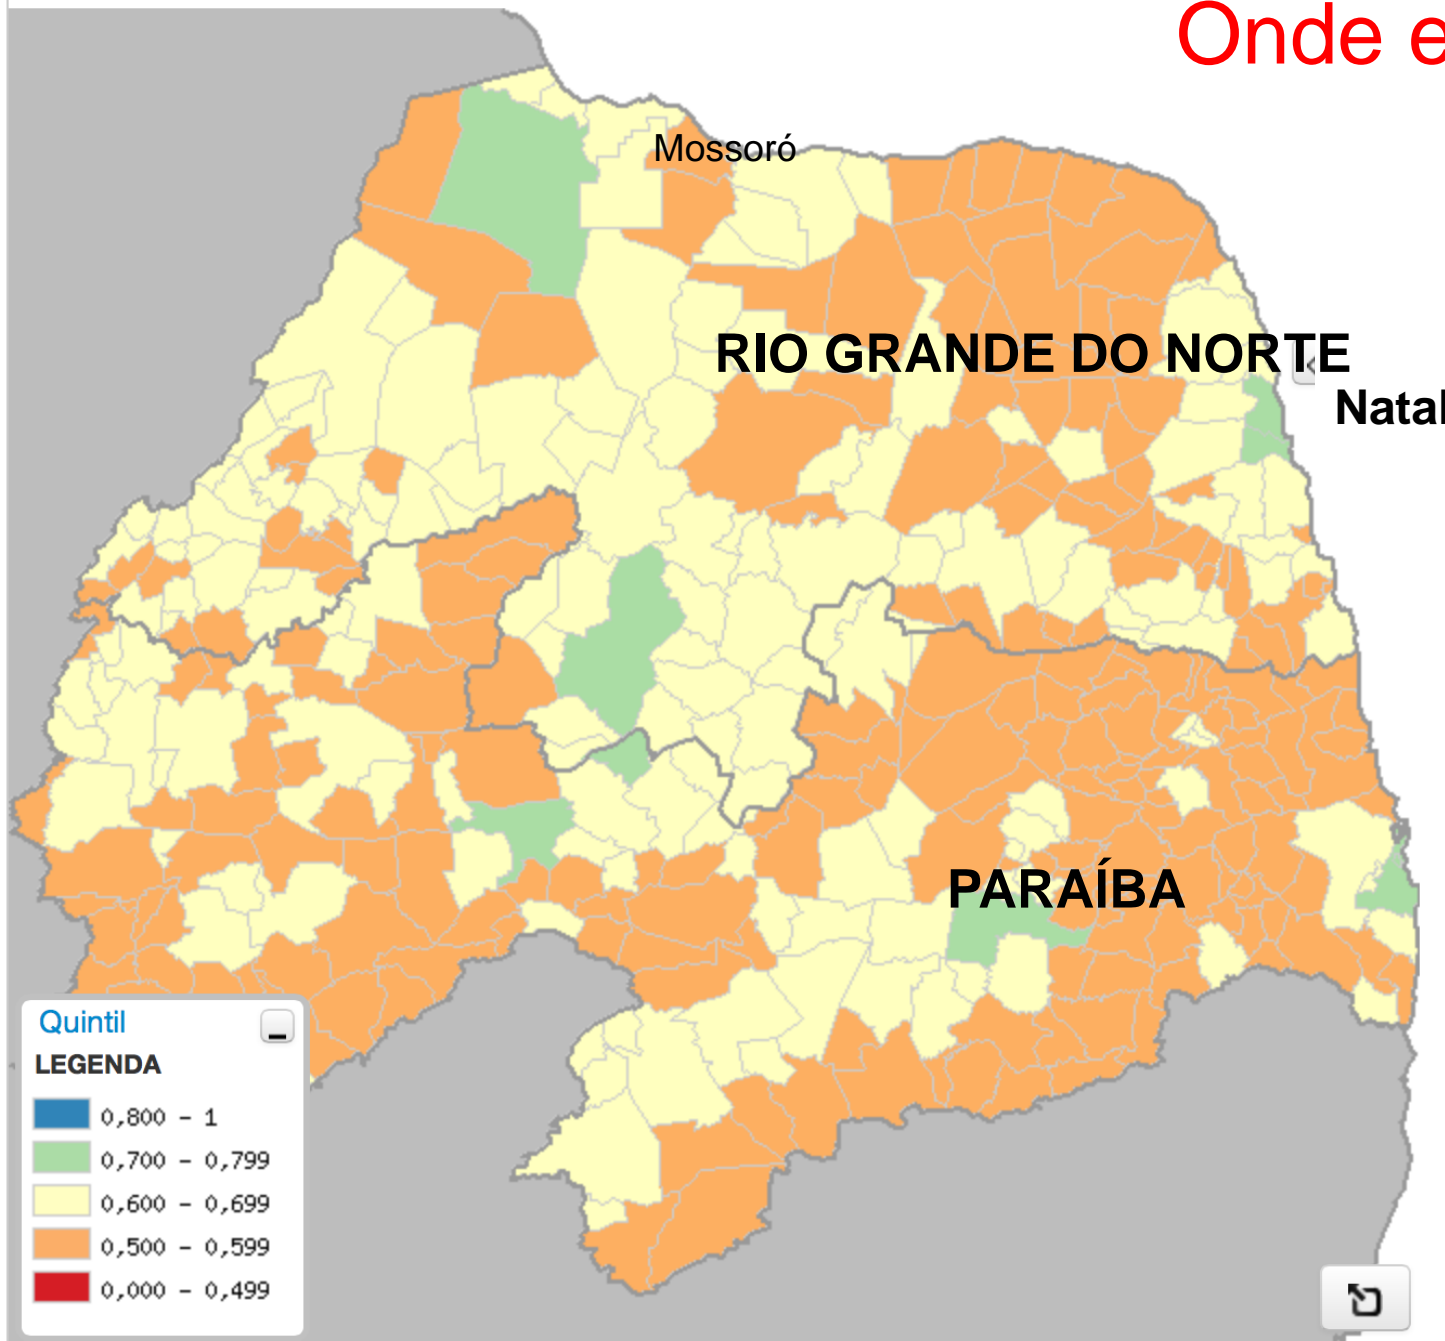 Onde e
Mossoró
RIO GRANDE DO NORTE
Natal
PARAÍBA
Quintil
LEGENDA
0,800 - 1
0,700 - 0,799
0,600 - 0,699
0,500 - 0,599
0,000 - 0,499